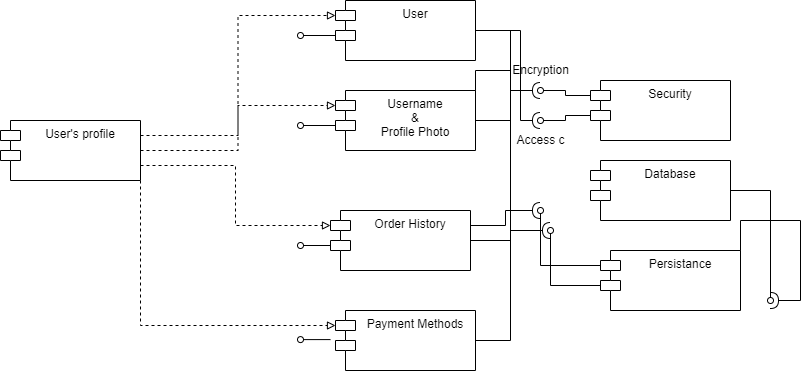 User
Encryption
Username
&
Profile Photo
Security
User's profile
Access c
Database
Order History
Persistance
Payment Methods